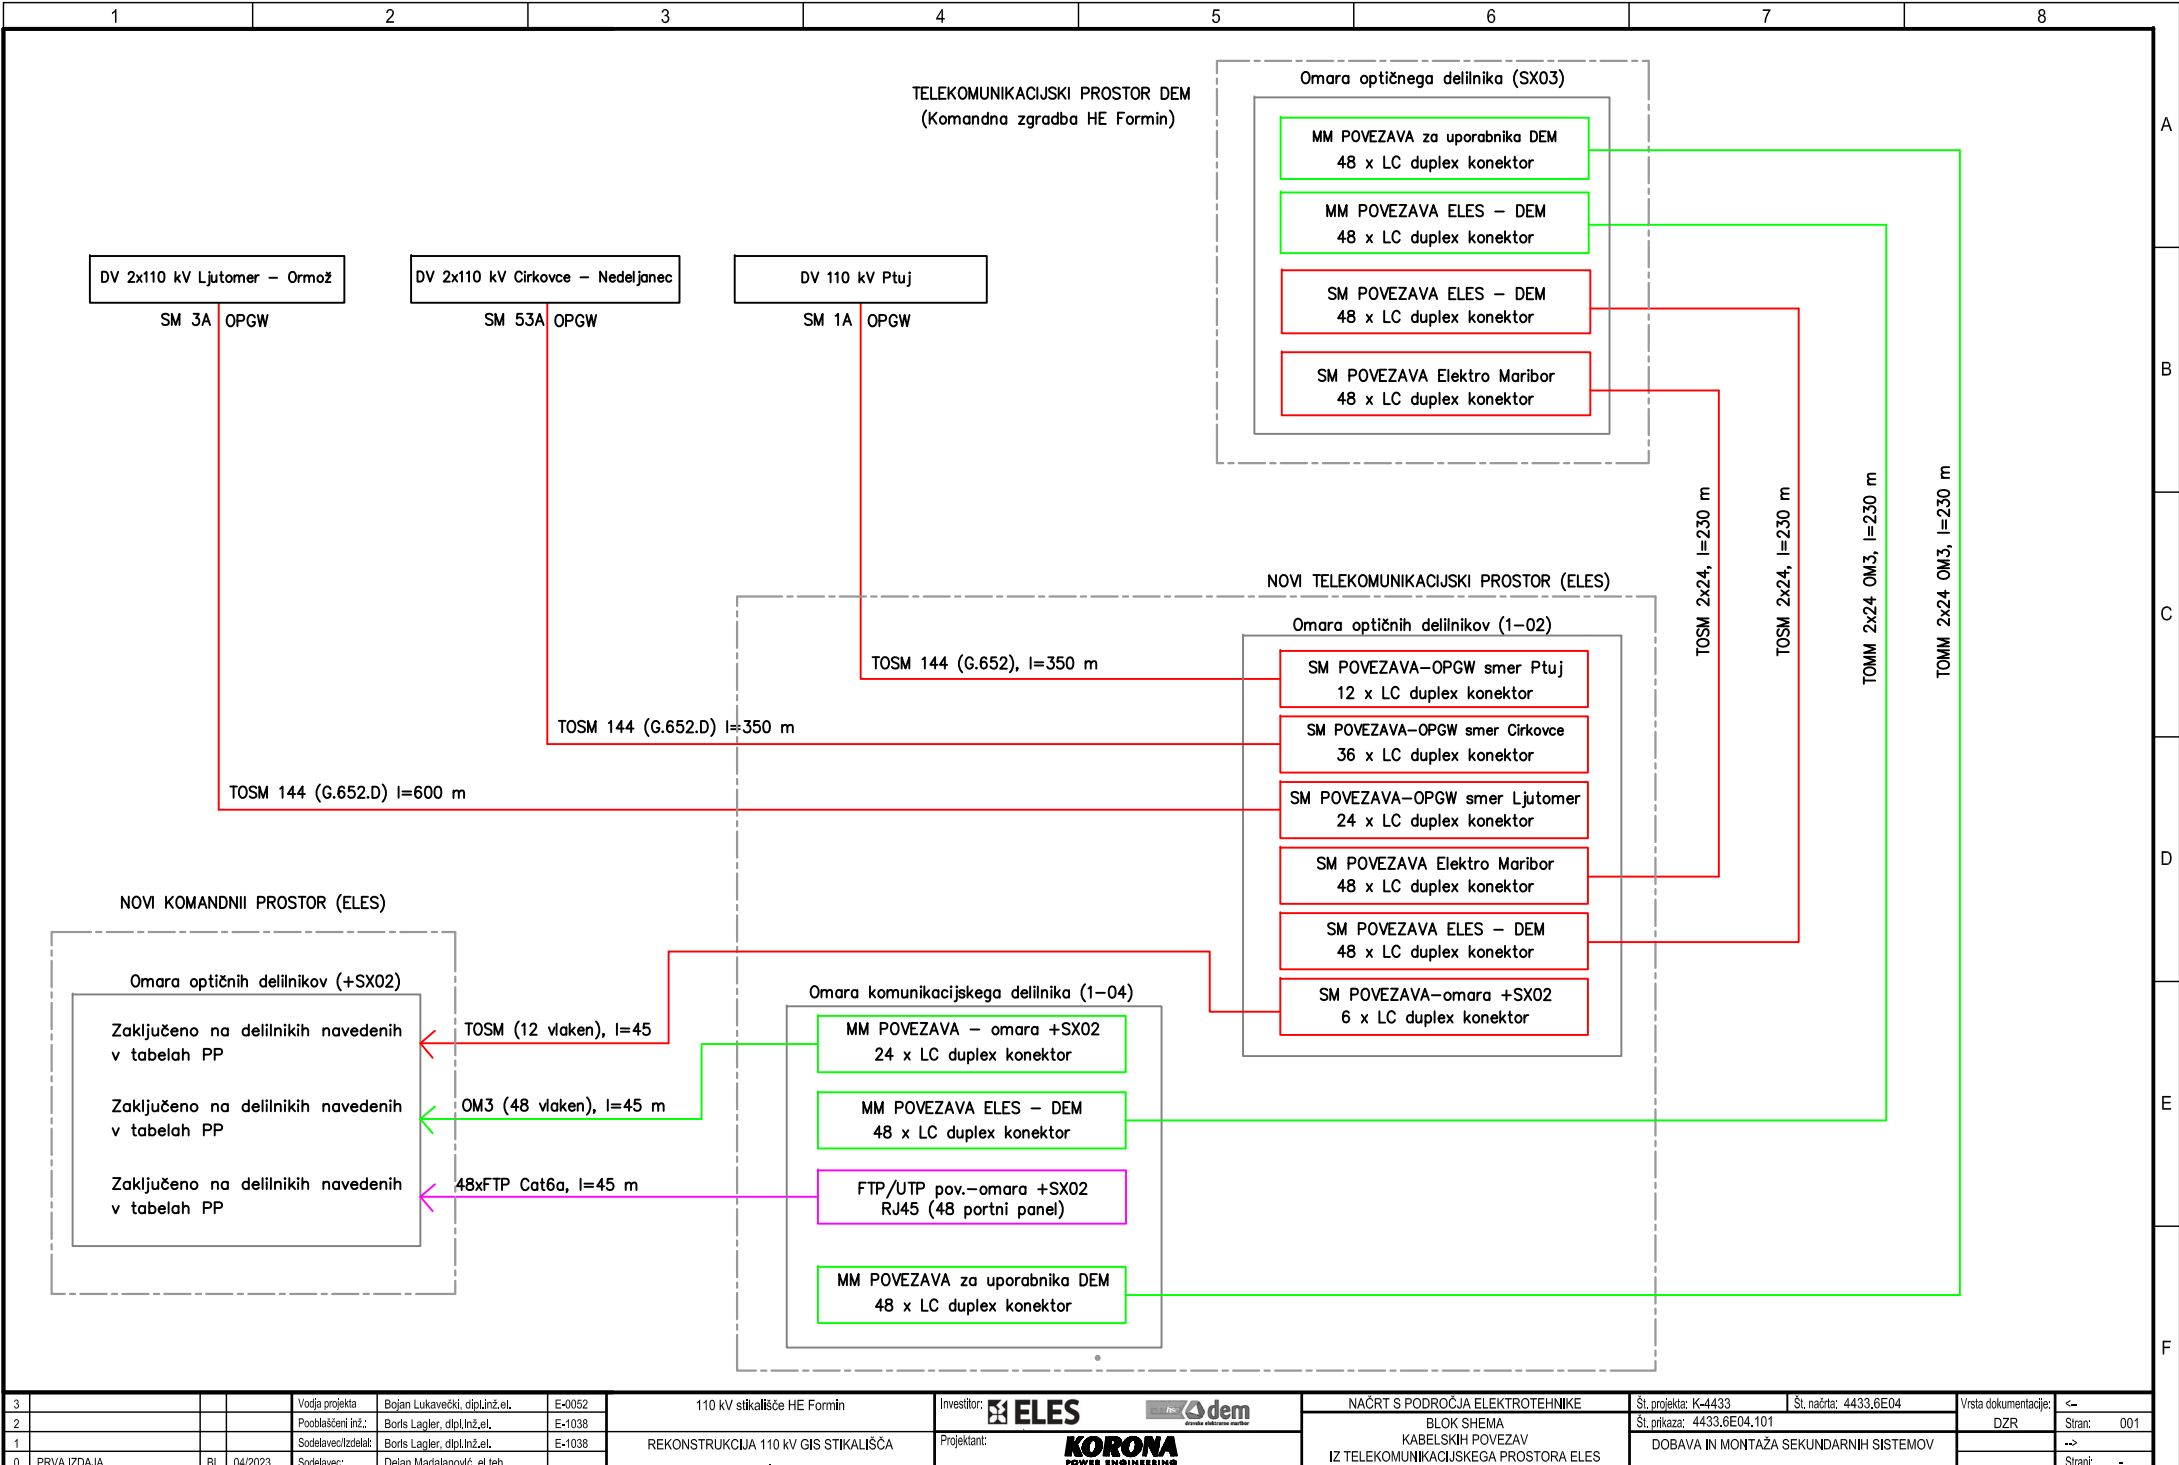 1 2 3 4 5 6 7 8
A
B
C
D
E
F
TELEKOMUNIKACIJSKI PROSTOR DEM
(Komandna zgradba HE Formin)
Omara optičnega delilnika (SX03)
MM POVEZAVA za uporabnika DEM
48 x LC duplex konektor
MM POVEZAVA ELES – DEM
48 x LC duplex konektor
SM POVEZAVA ELES – DEM
48 x LC duplex konektor
SM POVEZAVA Elektro Maribor
48 x LC duplex konektor
DV 2x110 kV Ljutomer – Ormož
SM 3A OPGW
DV 2x110 kV Cirkovce – Nedeljanec
SM 53A OPGW
DV 110 kV Ptuj
SM 1A OPGW
TOSM 2x24, l=230 m
TOSM 2x24, l=230 m
TOMM 2x24 OM3, l=230 m
TOMM 2x24 OM3, l=230 m
NOVI TELEKOMUNIKACIJSKI PROSTOR (ELES)
Omara optičnih delilnikov (1–02)
TOSM 144 (G.652), l=350 m
SM POVEZAVA–OPGW smer Ptuj
12 x LC duplex konektor
TOSM 144 (G.652.D) l=350 m
SM POVEZAVA–OPGW smer Cirkovce
36 x LC duplex konektor
TOSM 144 (G.652.D) l=600 m
SM POVEZAVA–OPGW smer Ljutomer
24 x LC duplex konektor
SM POVEZAVA Elektro Maribor
48 x LC duplex konektor
SM POVEZAVA ELES – DEM
48 x LC duplex konektor
SM POVEZAVA–omara +SX02
6 x LC duplex konektor
NOVI KOMANDNII PROSTOR (ELES)
Omara optičnih delilnikov (+SX02)
Zaključeno na delilnikih navedenih
v tabelah PP
Zaključeno na delilnikih navedenih
v tabelah PP
Zaključeno na delilnikih navedenih
v tabelah PP
TOSM (12 vlaken), l=45
OM3 (48 vlaken), l=45 m
48xFTP Cat6a, l=45 m
Omara komunikacijskega delilnika (1–04)
MM POVEZAVA – omara +SX02
24 x LC duplex konektor
MM POVEZAVA ELES – DEM
48 x LC duplex konektor
FTP/UTP pov.–omara +SX02
RJ45 (48 portni panel)
MM POVEZAVA za uporabnika DEM
48 x LC duplex konektor
3 Vodja projekta Bojan Lukavečki, dipl.inž.el. E-0052
2 Pooblaščeni inž.: Boris Lagler, dipl.inž.el. E-1038
1 Sodelavec/Izdelal: Boris Lagler, dipl.inž.el. E-1038
0 PRVA IZDAJA BL 04/2023 Sodelavec: Dejan Madjalanović, el.teh.
110 kV stikališče HE Formin
REKONSTRUKCIJA 110 kV GIS STIKALIŠČA
Investitor: ELES hse dem
dravske elektrarne maribor
Projektant: KORONA
POWER ENGINEERING
NAČRT S PODROČJA ELEKTROTEHNIKE
BLOK SHEMA
KABELSKIH POVEZAV
IZ TELEKOMUNIKACIJSKEGA PROSTORA ELES
Št. projekta: K-4433 Št. načrta: 4433.6E04
Št. prikaza: 4433.6E04.101
DOBAVA IN MONTAŽA SEKUNDARNIH SISTEMOV
Vrsta dokumentacije:
DZR
<–
Stran: 001
-->
Strani: -